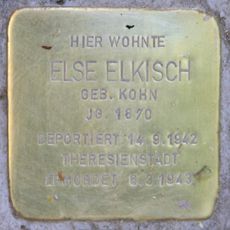 HIER WOHNTE
ELSE ELKISCH
GEB. KOHN
JG. 1870
DEPORTIERT 14.9.1942
THERESIENSTADT
ERMORDET 8.3.1943